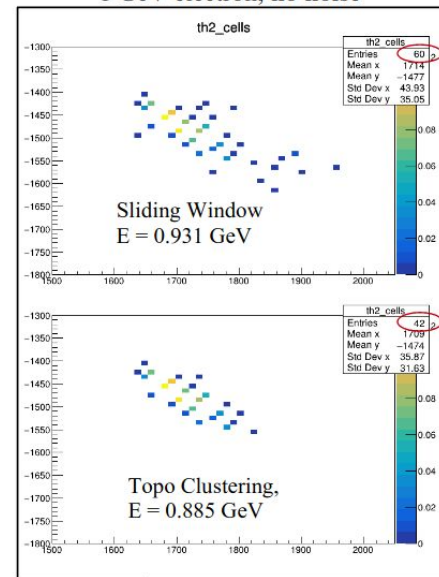 th2_cells
th2_cells
Entries 60
Mean x 1714
Mean y -1477
Std Dev x 43.93
Std Dev y 35.05
-1300
-1350
-1400
-1450
-1500
-1550
-1600
-1650
-1700
-1750
-1800
0.08
0.06
0.04
0.02
0
Sliding Window
E = 0.931 GeV
1500 1600 1700 1800 1900 2000
th2_cells
Entries 42
Mean x 1709
Mean y -1474
Std Dev x 35.87
Std Dev y 31.63
-1300
-1350
-1400
-1450
-1500
-1550
-1600
-1650
-1700
-1750
-1800
0.08
0.06
0.04
0.02
0
Topo Clustering,
E = 0.885 GeV
1500 1600 1700 1800 1900 2000